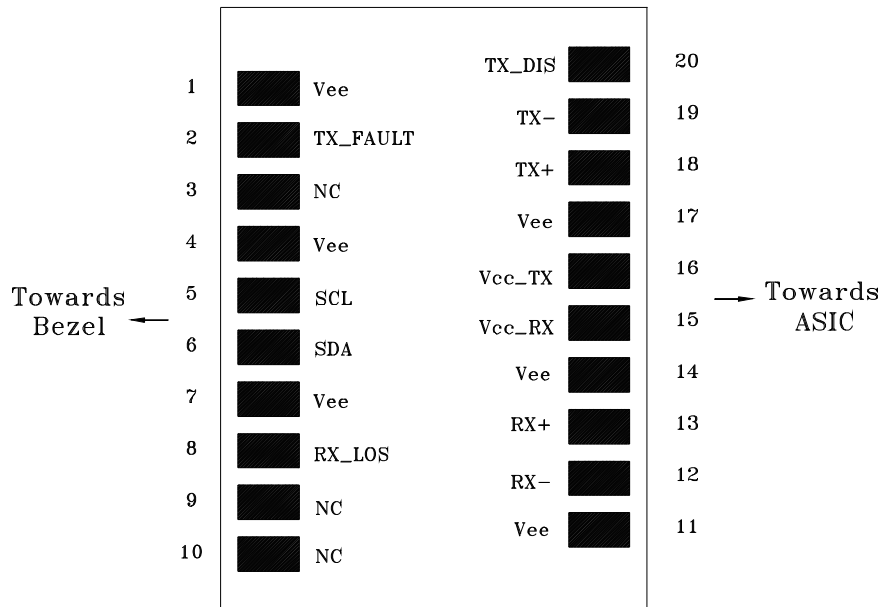 1 Vee
2 TX_FAULT
3 NC
4 Vee
5 SCL
6 SDA
7 Vee
8 RX_LOS
9 NC
10 NC
TX_DIS 20
TX− 19
TX+ 18
Vee 17
Vcc_TX 16
Vcc_RX 15
Vee 14
RX+ 13
RX− 12
Vee 11
Towards
Bezel
Towards
ASIC